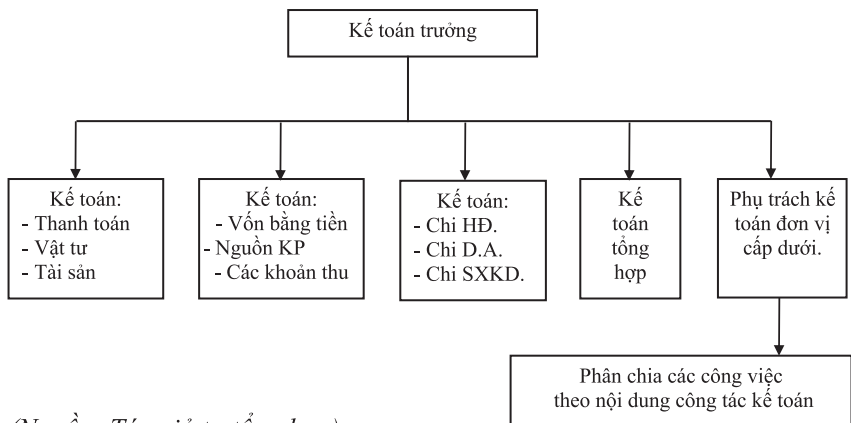 Kế toán trưởng
Kế toán:
- Thanh toán
- Vật tư
- Tài sản
Kế toán:
- Vốn bằng tiền
- Nguồn KP
- Các khoản thu
Kế toán:
- Chi HĐ.
- Chi D.A.
- Chi SXKD.
Kế
toán
tổng
hợp
Phụ trách kế
toán đơn vị
cấp dưới.
Phân chia các công việc
theo nội dung công tác kế toán